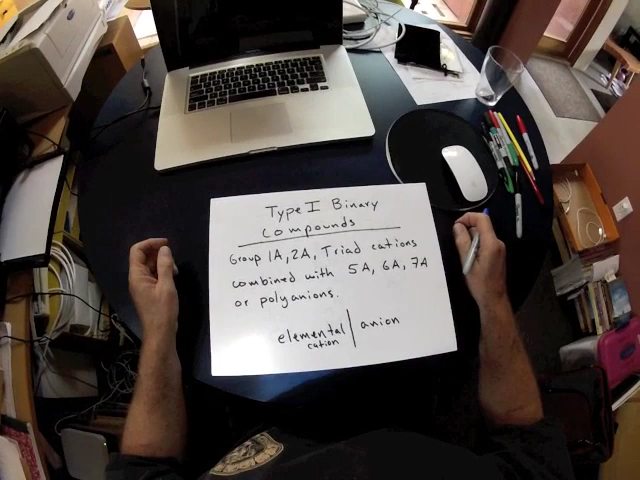 Type I Binary
Compounds
Group 1A, 2A, Triad cations
combined with 5A, 6A, 7A
or polyanions.
elemental | anion
cation